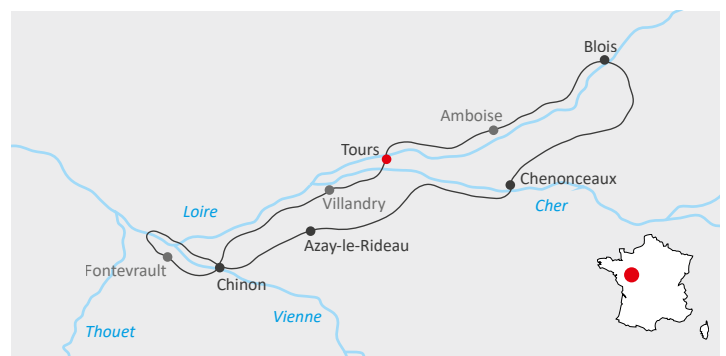 Blois
Amboise
Tours
Chenonceaux
Villandry
Cher
Loire
Azay-le-Rideau
Fontevrault
Chinon
Vienne
Thouet